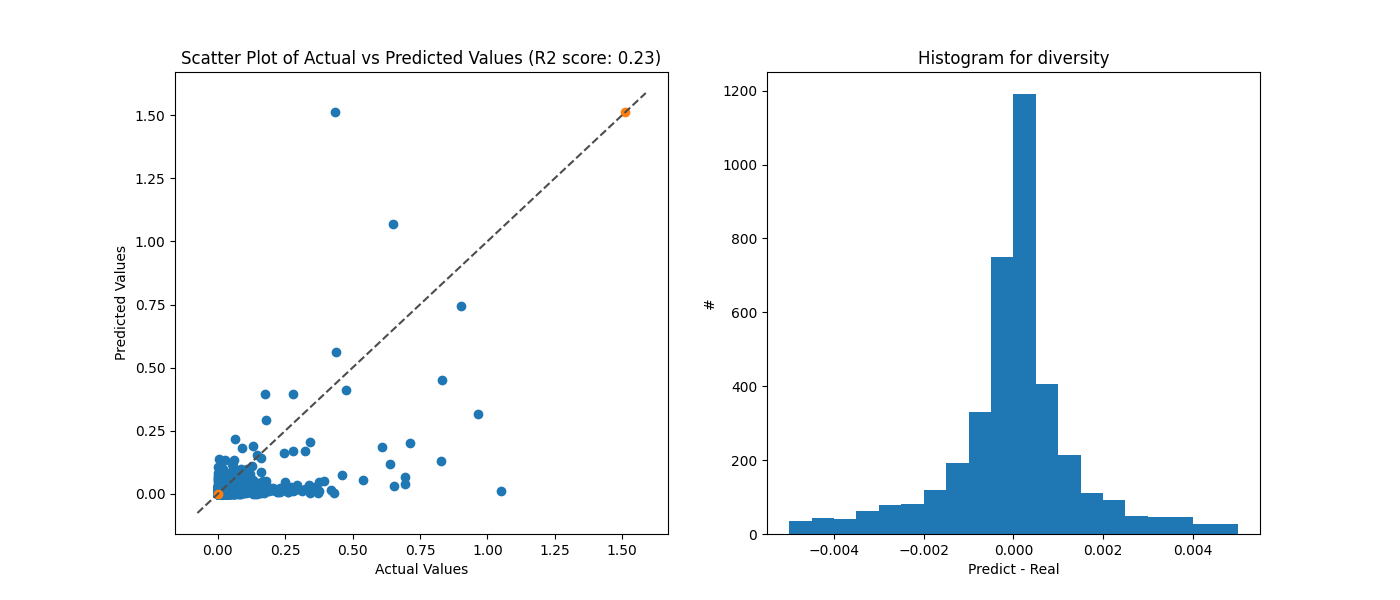 Scatter Plot of Actual vs Predicted Values (R2 score: 0.23)
Predicted Values
1.50
1.25
1.00
0.75
0.50
0.25
0.00
0.00 0.25 0.50 0.75 1.00 1.25 1.50
Actual Values
Histogram for diversity
#
1200
1000
800
600
400
200
0
−0.004 −0.002 0.000 0.002 0.004
Predict - Real